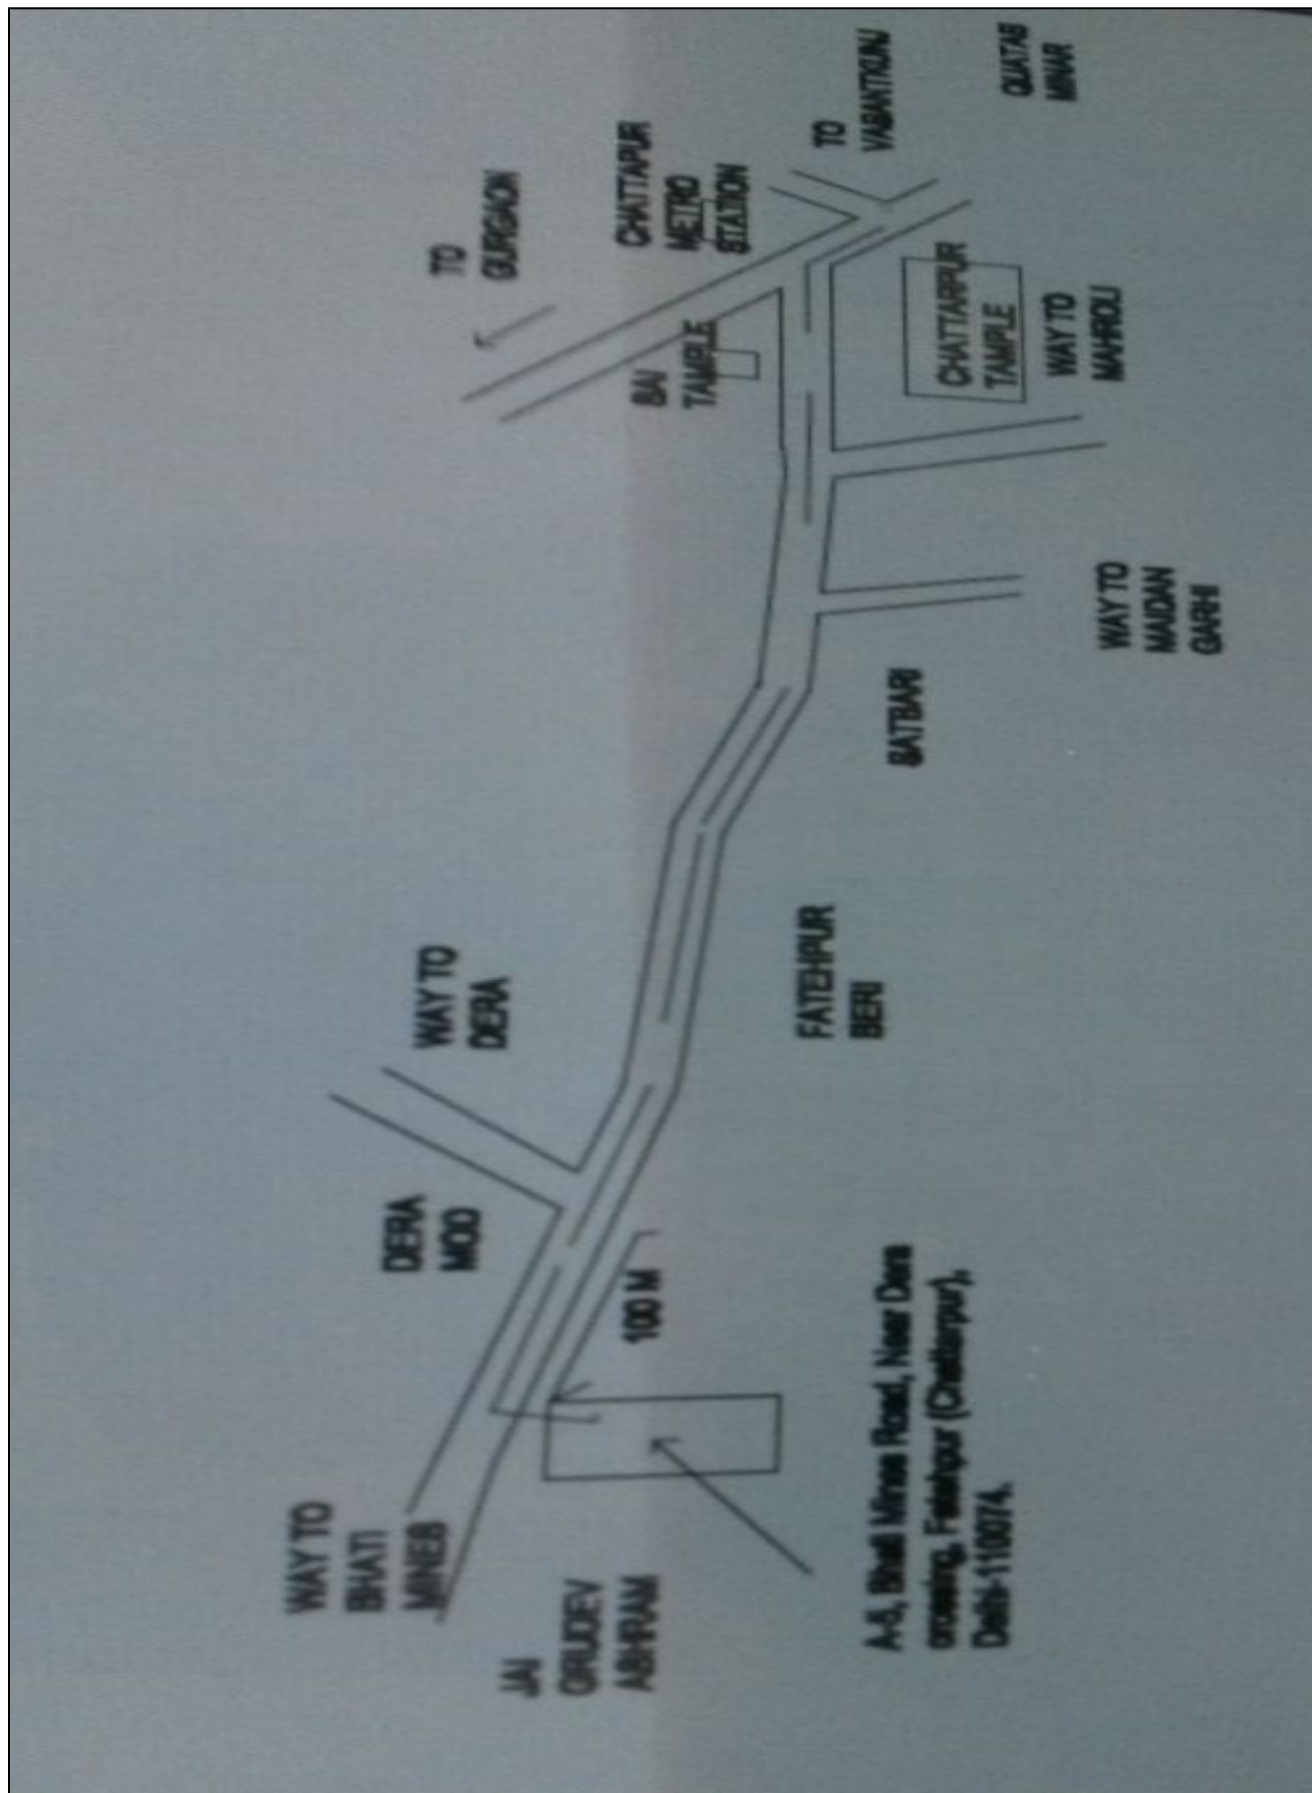 WAY TO
BHATI
MINES
DERA
MOD
WAY TO
DERA
TO
GURGAON
JAI
GRUDEV
ASHRAM
100 M
SAI
TAMPLE
CHATTAPUR
METRO
STATION
FATEHPUR
BERI
TO
VASANTKUNJ
A-5, Bhati Mines Road, Near Dera
crossing, Fatehpur (Chattarpur),
Delhi-110074.
BATBARI
CHATTARPUR
TAMPLE
QUATAB
MINAR
WAY TO
MAHROLI
WAY TO
MAIDAN
GARHI